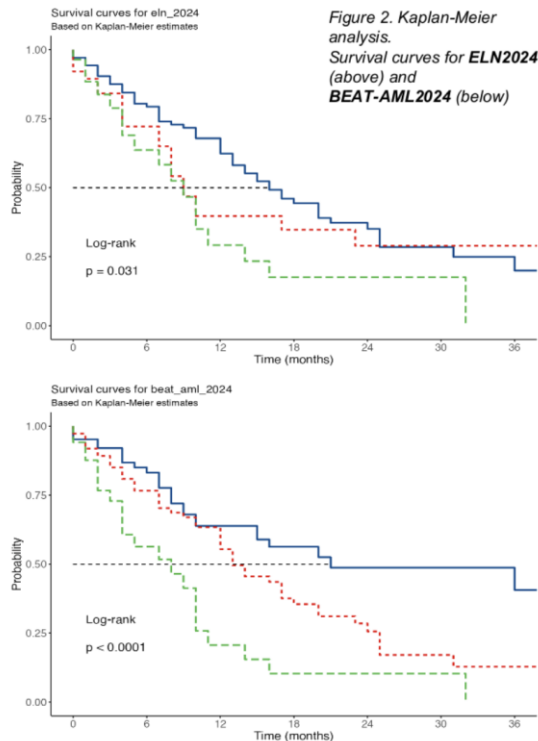 Survival curves for eln_2024
Based on Kaplan-Meier estimates
Figure 2. Kaplan-Meier
analysis.
Survival curves for ELN2024
(above) and
BEAT-AML2024 (below)
1.00
0.75
0.50
0.25
0.00
Probability
Log-rank
p = 0.031
0 6 12 18 24 30 36
Time (months)
Survival curves for beat_aml_2024
Based on Kaplan-Meier estimates
1.00
0.75
0.50
0.25
0.00
Probability
Log-rank
p < 0.0001
0 6 12 18 24 30 36
Time (months)